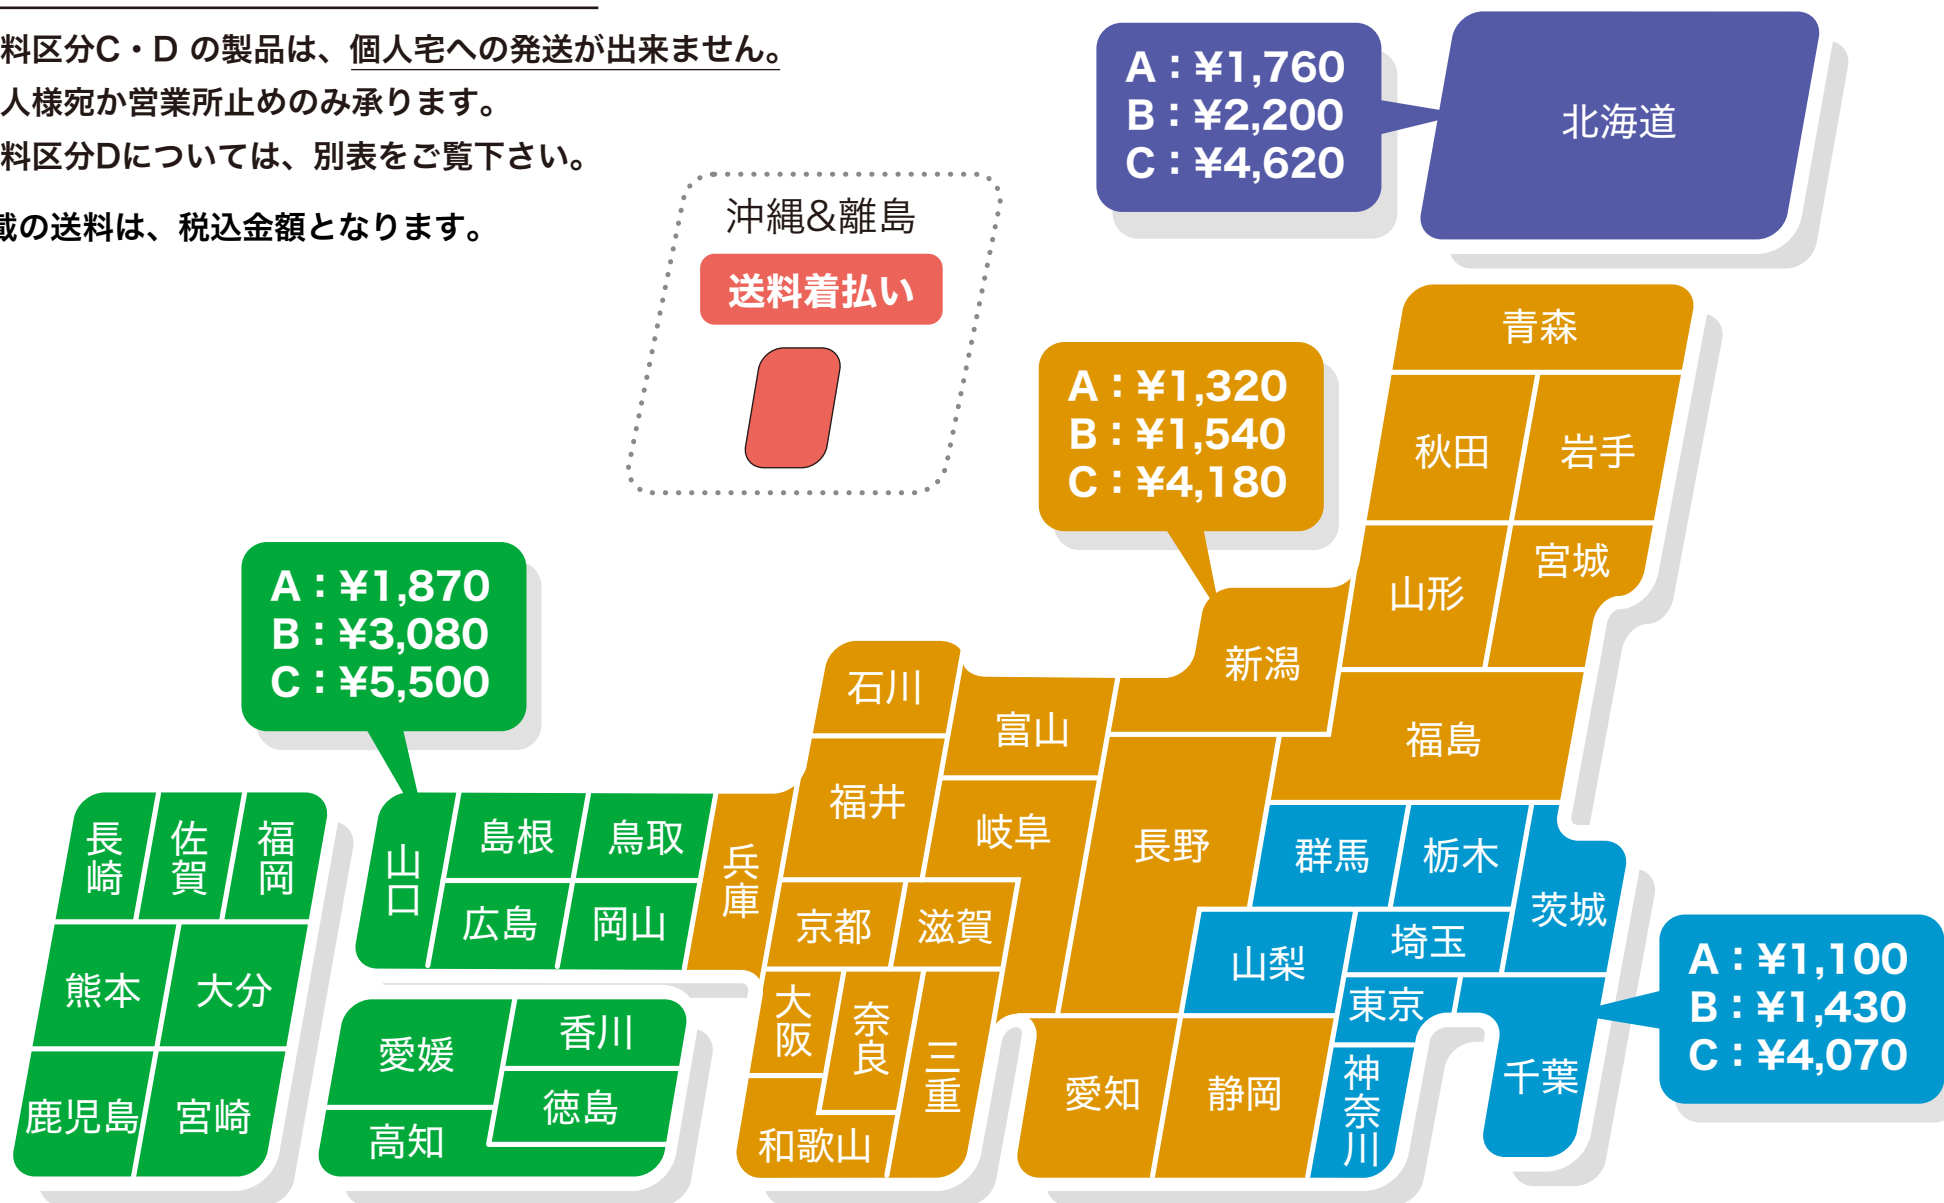 料区分C・D の製品は、個人宅への発送が出来ません。
人様宛か営業所止めのみ承ります。
料区分Dについては、別表をご覧下さい。
載の送料は、税込金額となります。
沖縄&離島
送料着払い
A：¥1,760
B：¥2,200
C：¥4,620
北海道
A：¥1,320
B：¥1,540
C：¥4,180
青森
秋田
岩手
山形
宮城
新潟
福島
石川
富山
福井
岐阜
長野
兵庫
京都
滋賀
大阪
奈良
三重
和歌山
愛知
静岡
A：¥1,870
B：¥3,080
C：¥5,500
山口
島根
鳥取
広島
岡山
長崎
佐賀
福岡
熊本
大分
鹿児島
宮崎
愛媛
香川
徳島
高知
群馬
栃木
茨城
山梨
埼玉
東京
神奈川
千葉
A：¥1,100
B：¥1,430
C：¥4,070